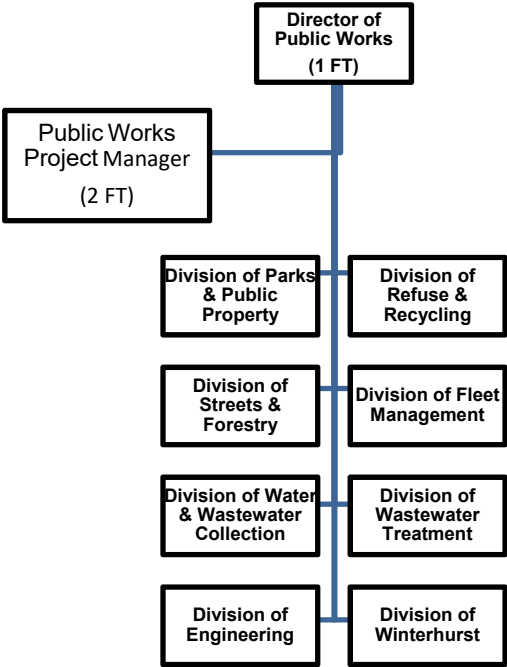 Director of
Public Works
(1 FT)
Public Works
Project Manager
(2 FT)
Division of Parks
& Public
Property
Division of
Refuse &
Recycling
Division of
Streets &
Forestry
Division of Fleet
Management
Division of Water
& Wastewater
Collection
Division of
Wastewater
Treatment
Division of
Engineering
Division of
Winterhurst